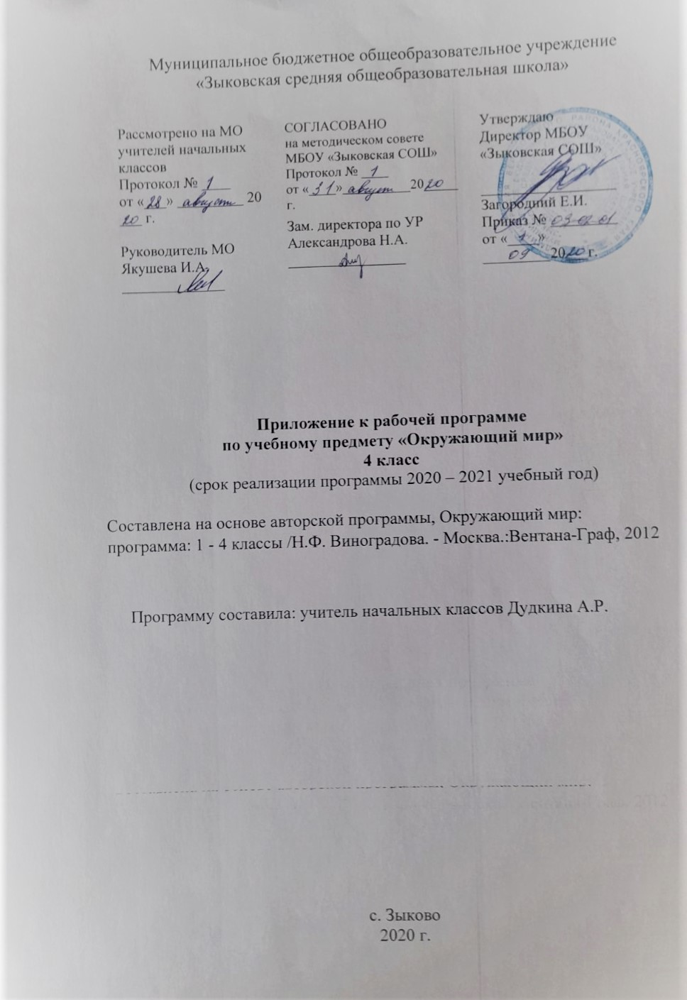 Муниципальное бюджетное общеобразовательное учреждение
«Зыковская средняя общеобразовательная школа»
Рассмотрено на МО
учителей начальных
классов
Протокол № 1
от «28» август 20
20 г.
Руководитель МО
Якушева И.А.
СОГЛАСОВАНО
на методическом совете
МБОУ «Зыковская СОШ»
Протокол № 1
от «31» август 2020
г.
Зам. директора по УР
Александрова Н.А.
Утверждаю
Директор МБОУ
«Зыковская СОШ»
Загородний Е.И.
Приказ № 03-02-01
от «1»
09 2020 г.
Приложение к рабочей программе
по учебному предмету «Окружающий мир»
4 класс
(срок реализации программы 2020 – 2021 учебный год)
Составлена на основе авторской программы, Окружающий мир:
программа: 1 - 4 классы /Н.Ф. Виноградова. - Москва.:Вентана-Граф, 2012
Программу составила: учитель начальных классов Дудкина А.Р.
с. Зыково
2020 г.